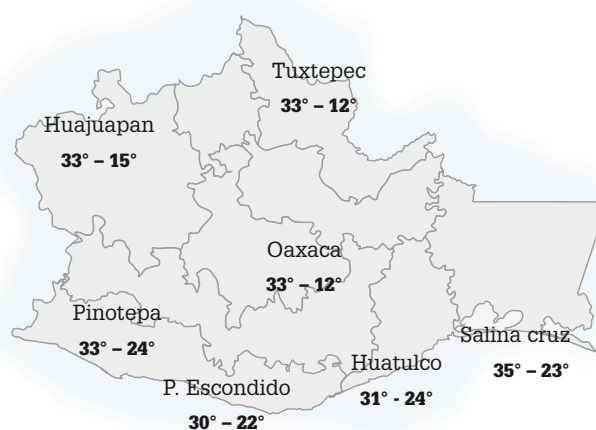 Tuxtepec
33° – 12°
Huajuapan
33° – 15°
Oaxaca
33° – 12°
Pinotepa
33° – 24°
Salina cruz
35° – 23°
Huatulco
31° - 24°
P. Escondido
30° – 22°